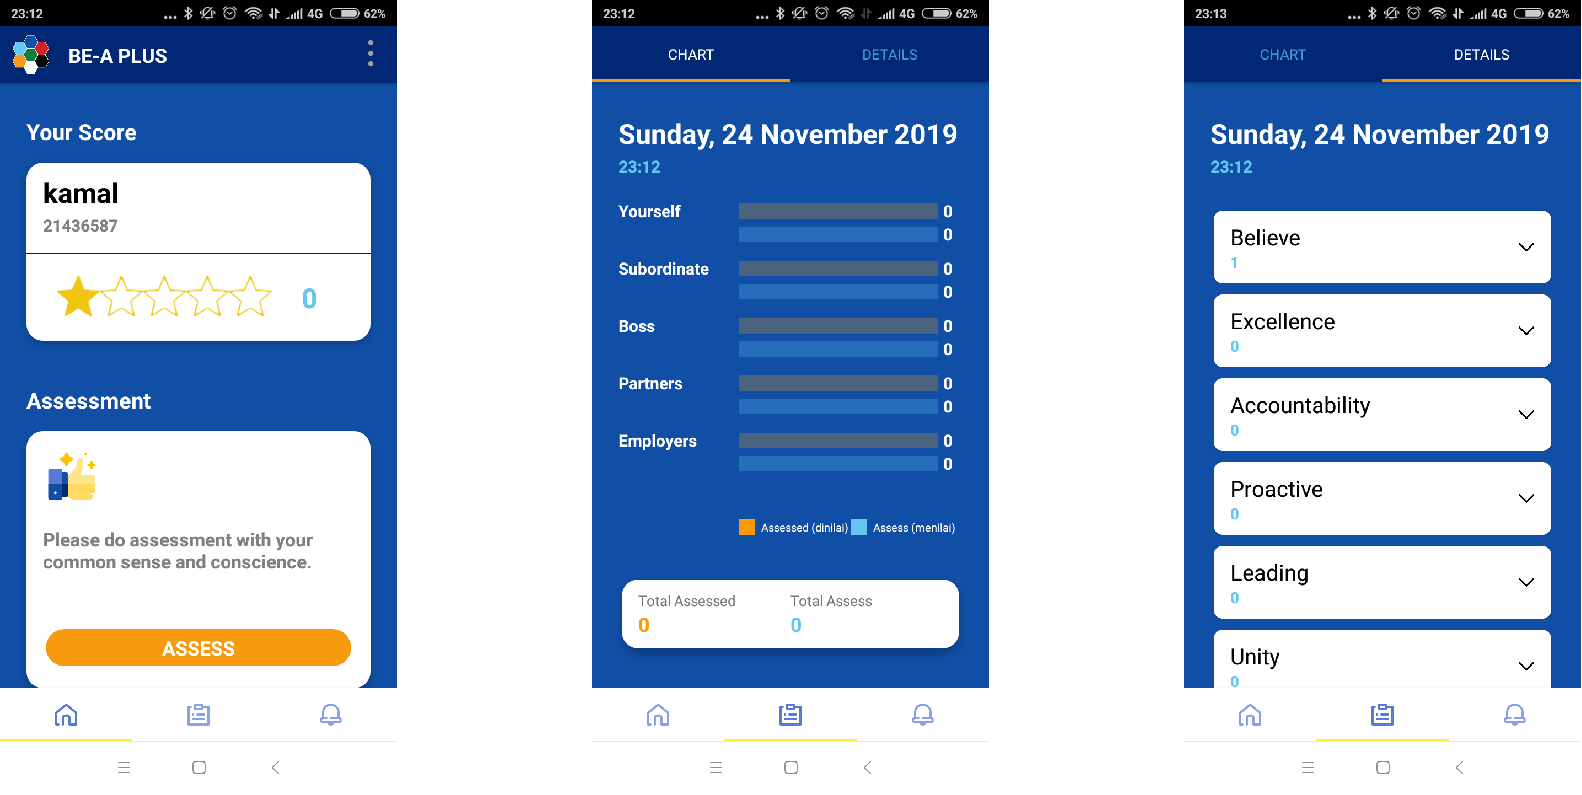 23:12
4G
62%
BE-A PLUS
Your Score
kamal
21436587
0
Assessment
Please do assessment with your
common sense and conscience.
ASSESS
23:12
4G
62%
CHART
DETAILS
Sunday, 24 November 2019
23:12
Yourself
0
0
Subordinate
0
0
Boss
0
0
Partners
0
0
Employers
0
0
Assessed (dinilai)
Assess (menilai)
Total Assessed
Total Assess
0
0
23:13
4G
62%
CHART
DETAILS
Sunday, 24 November 2019
23:12
Believe
1
Excellence
0
Accountability
0
Proactive
0
Leading
0
Unity
0